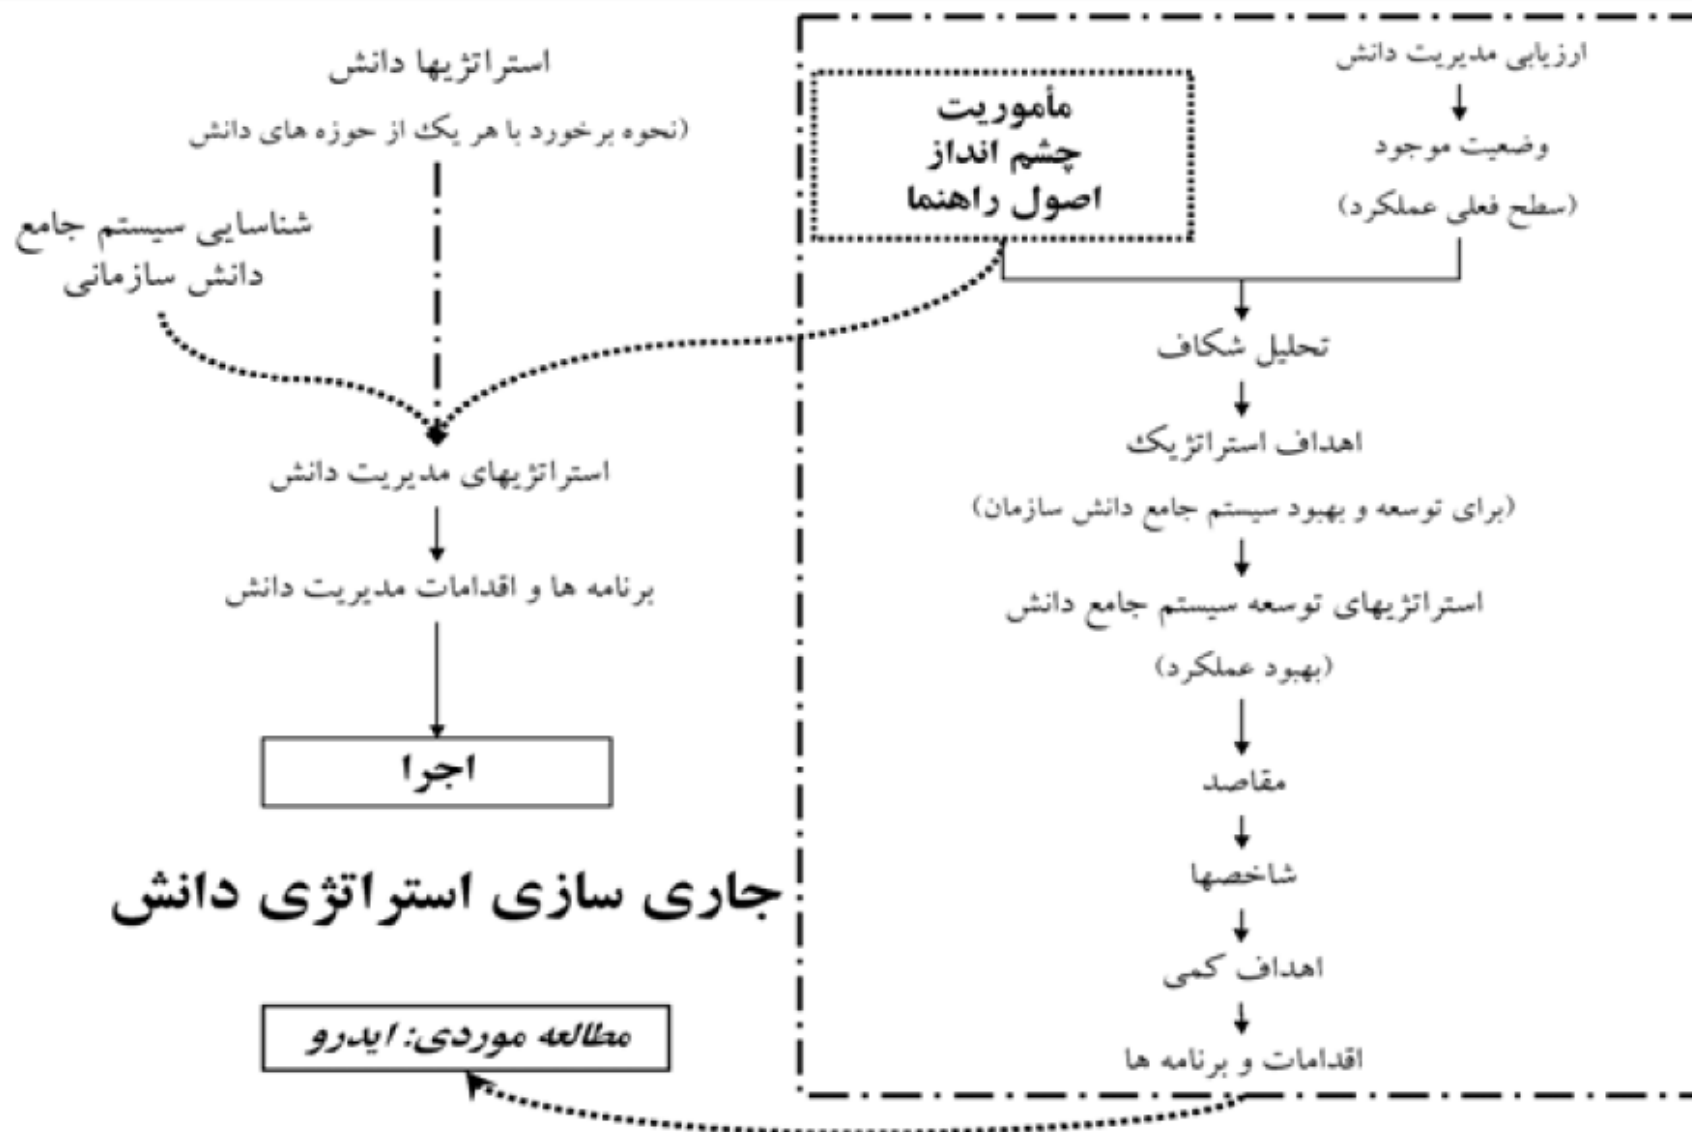 ارزیابی مدیریت دانش
وضعیت موجود
(سطح فعلی عملکرد)
مأموریت
چشم انداز
اصول راهنما
تحلیل شکاف
اهداف استراتژیک
(برای توسعه و بهبود سیستم جامع دانش سازمان)
استراتژیهای توسعه سیستم جامع دانش
(بهبود عملکرد)
مقاصد
شاخصها
اهداف کمی
اقدامات و برنامه ها
استراتژیها دانش
(نحوه برخورد با هر یک از حوزه های دانش
شناسایی سیستم جامع
دانش سازمانی
استراتژیهای مدیریت دانش
برنامه ها و اقدامات مدیریت دانش
اجرا
جاری سازی استراتژی دانش
مطالعه موردی: ایدرو